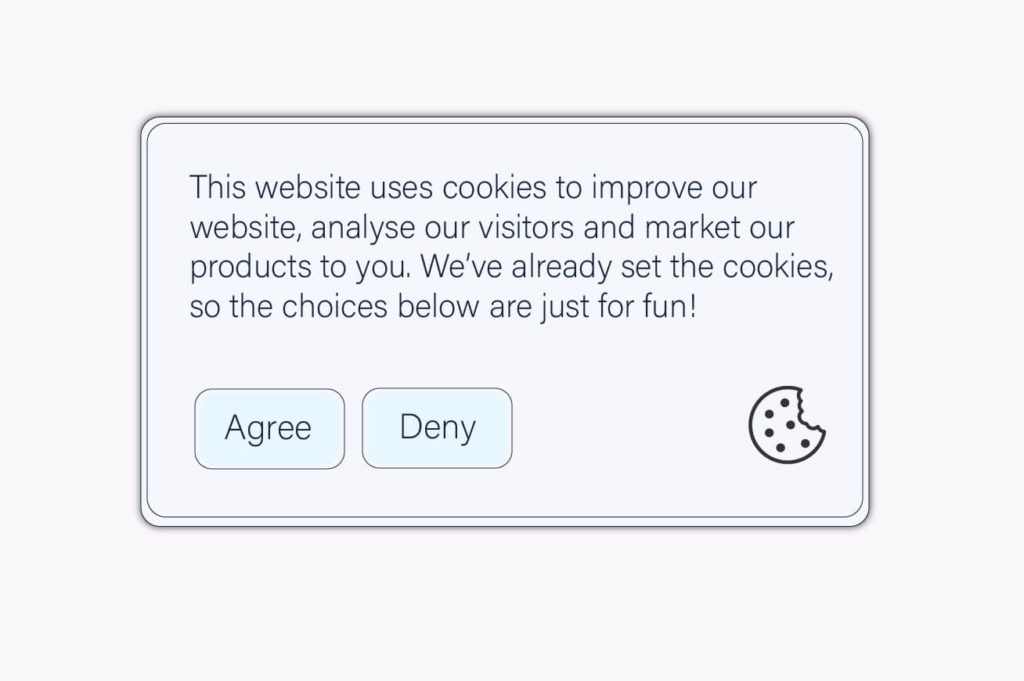 This website uses cookies to improve our
website, analyse our visitors and market our
products to you. We’ve already set the cookies,
so the choices below are just for fun!
Agree
Deny